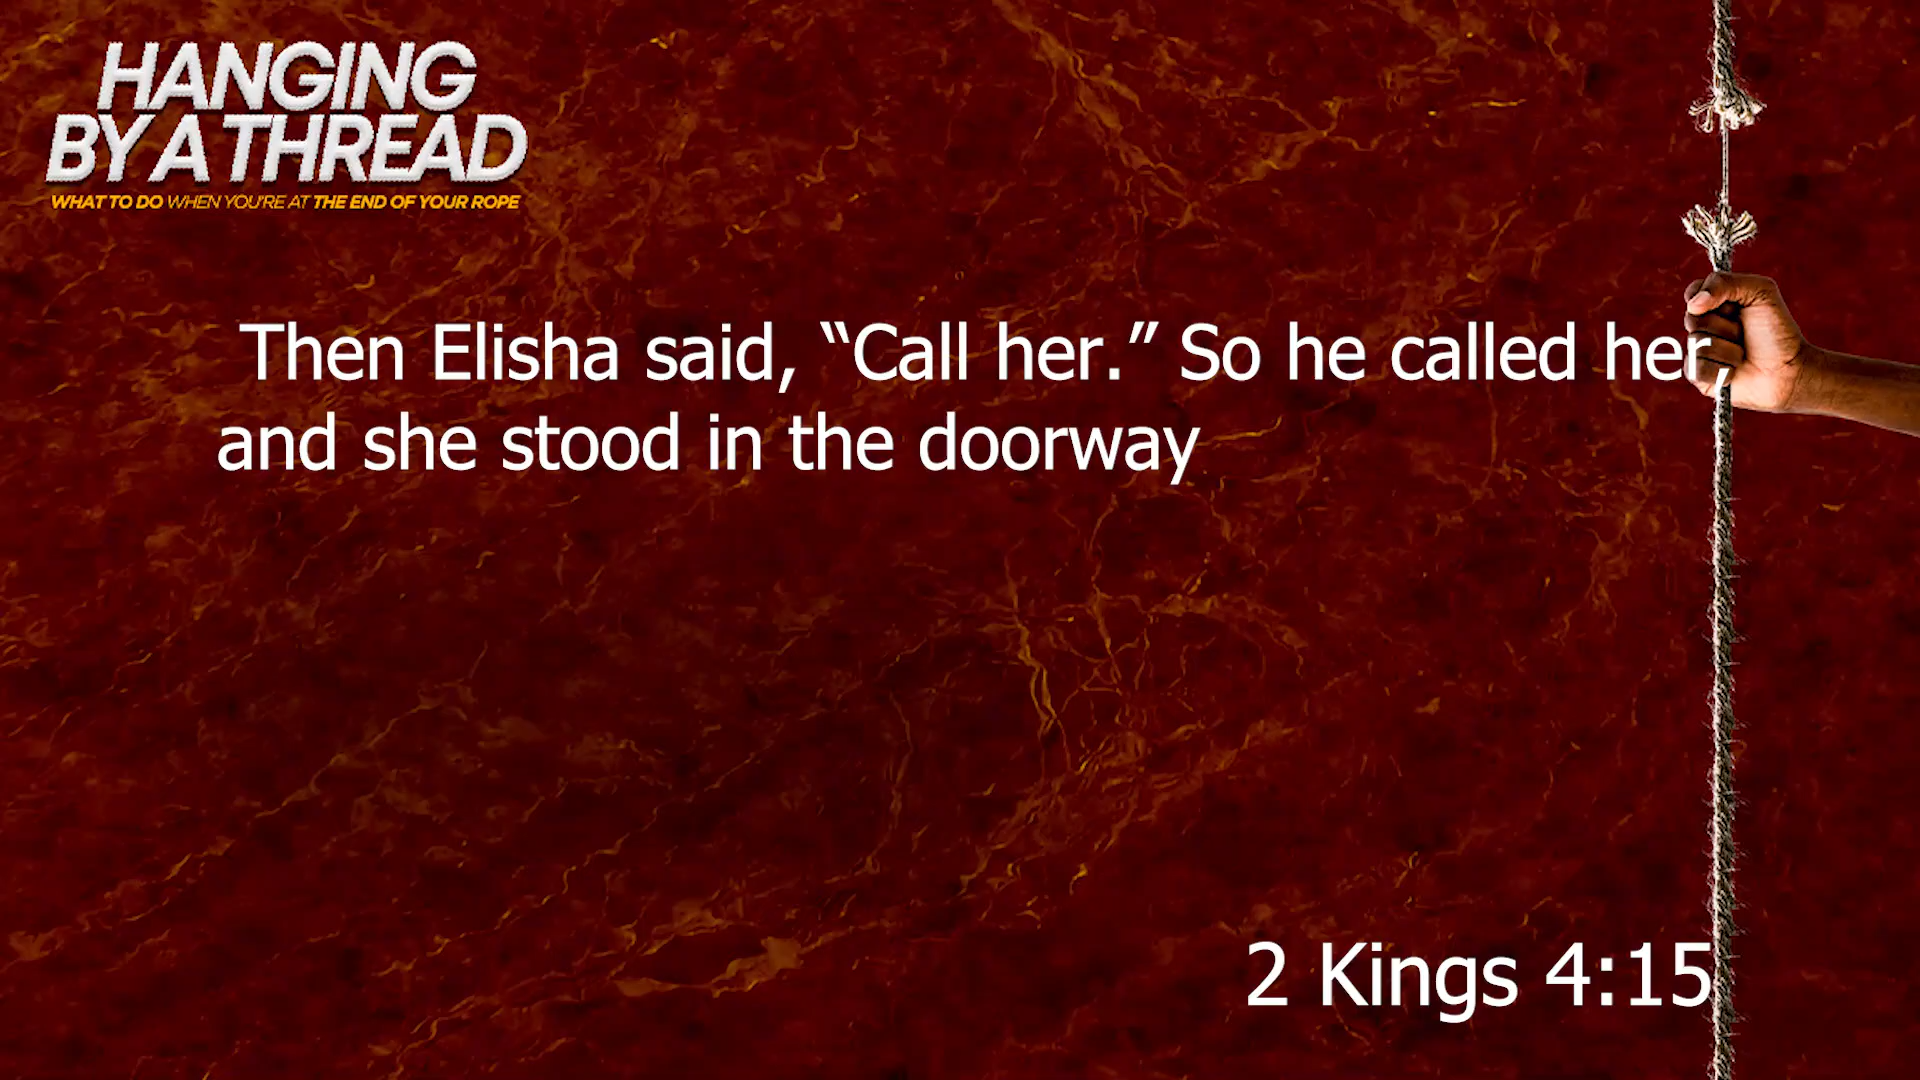 HANGING
BY A THREAD
WHAT TO DO WHEN YOU'RE AT THE END OF YOUR ROPE
Then Elisha said, “Call her.” So he called her,
and she stood in the doorway
2 Kings 4:15